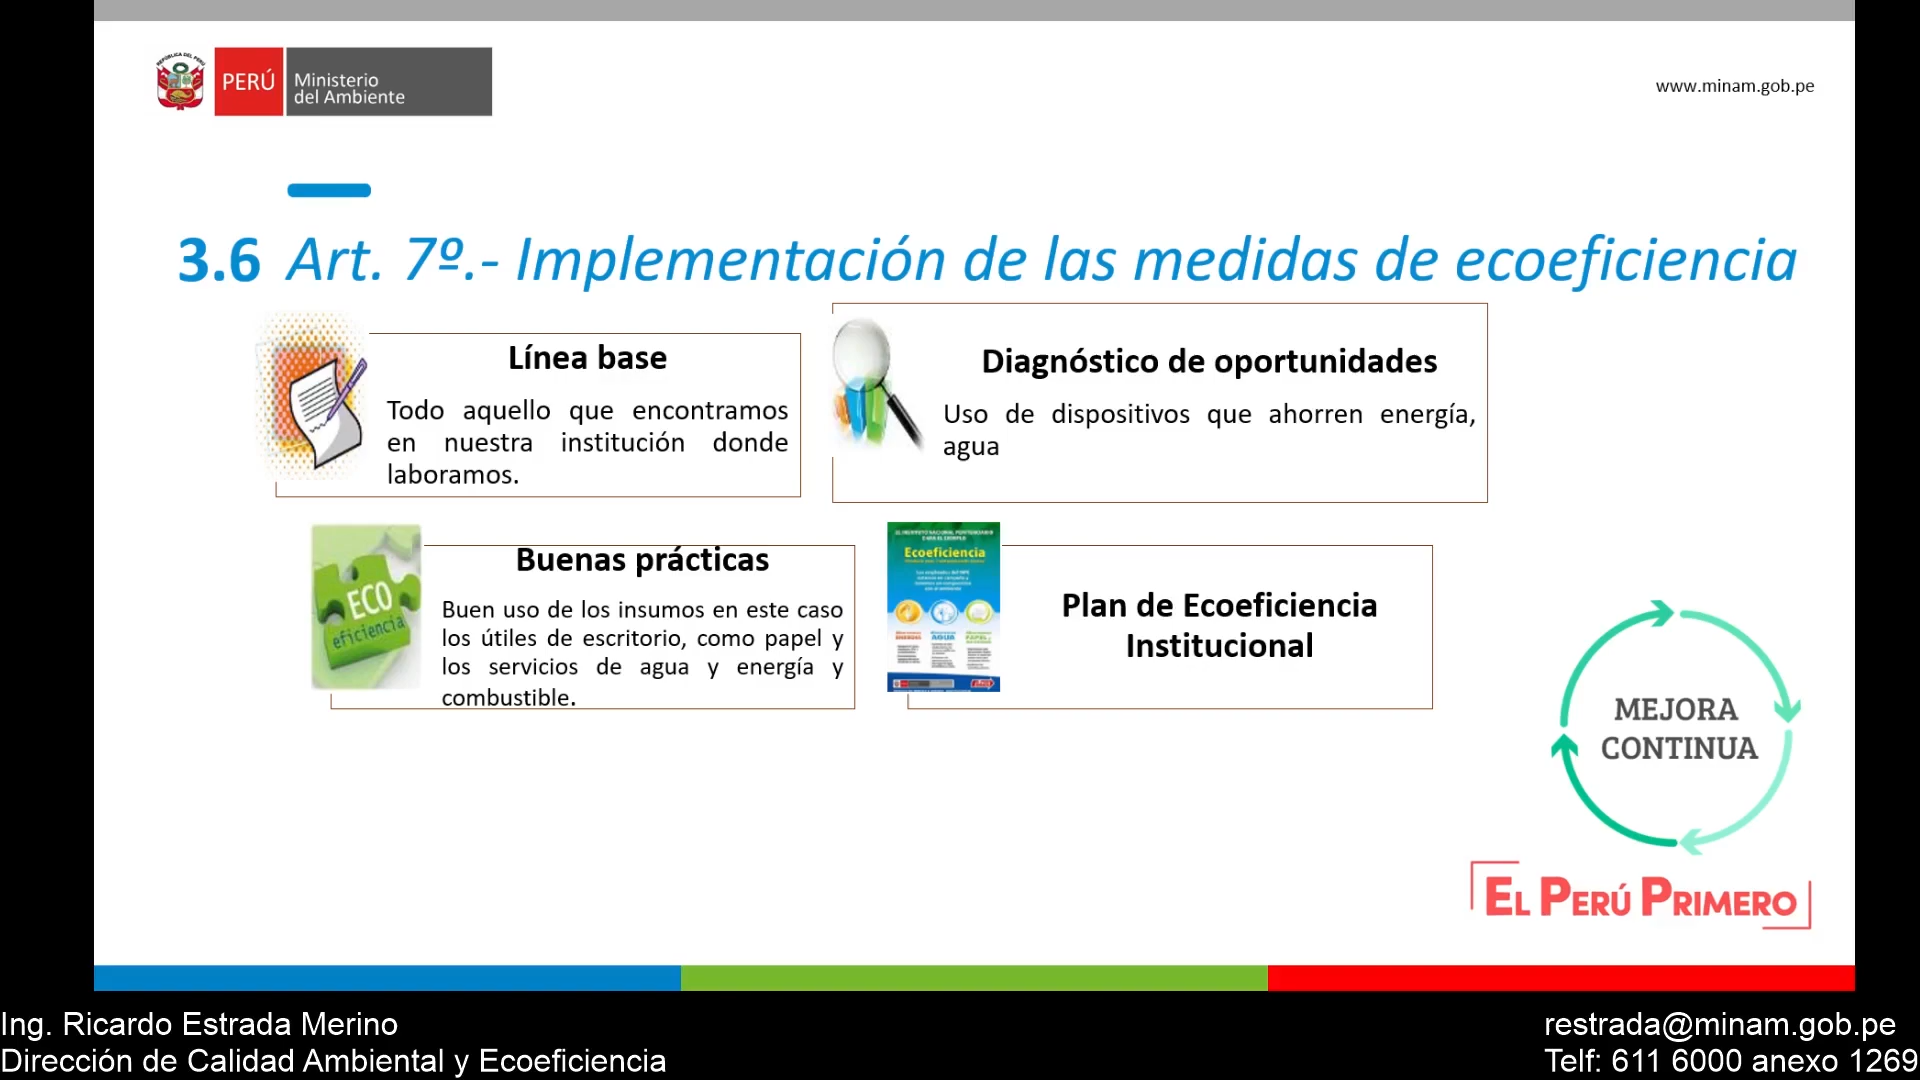 PERÚ
Ministerio
del Ambiente
www.minam.gob.pe
3.6 Art. 7º.- Implementación de las medidas de ecoeficiencia
Línea base
Todo aquello que encontramos
en nuestra institución donde
laboramos.
Diagnóstico de oportunidades
Uso de dispositivos que ahorren energía,
agua
ECO
eficiencia
Buenas prácticas
Buen uso de los insumos en este caso
los útiles de escritorio, como papel y
los servicios de agua y energía y
combustible.
Ecoeficiencia
AGUA
Plan de Ecoeficiencia
Institucional
MEJORA
CONTINUA
EL PERÚ PRIMERO
Ing. Ricardo Estrada Merino
Dirección de Calidad Ambiental y Ecoeficiencia
restrada@minam.gob.pe
Telf: 611 6000 anexo 1269